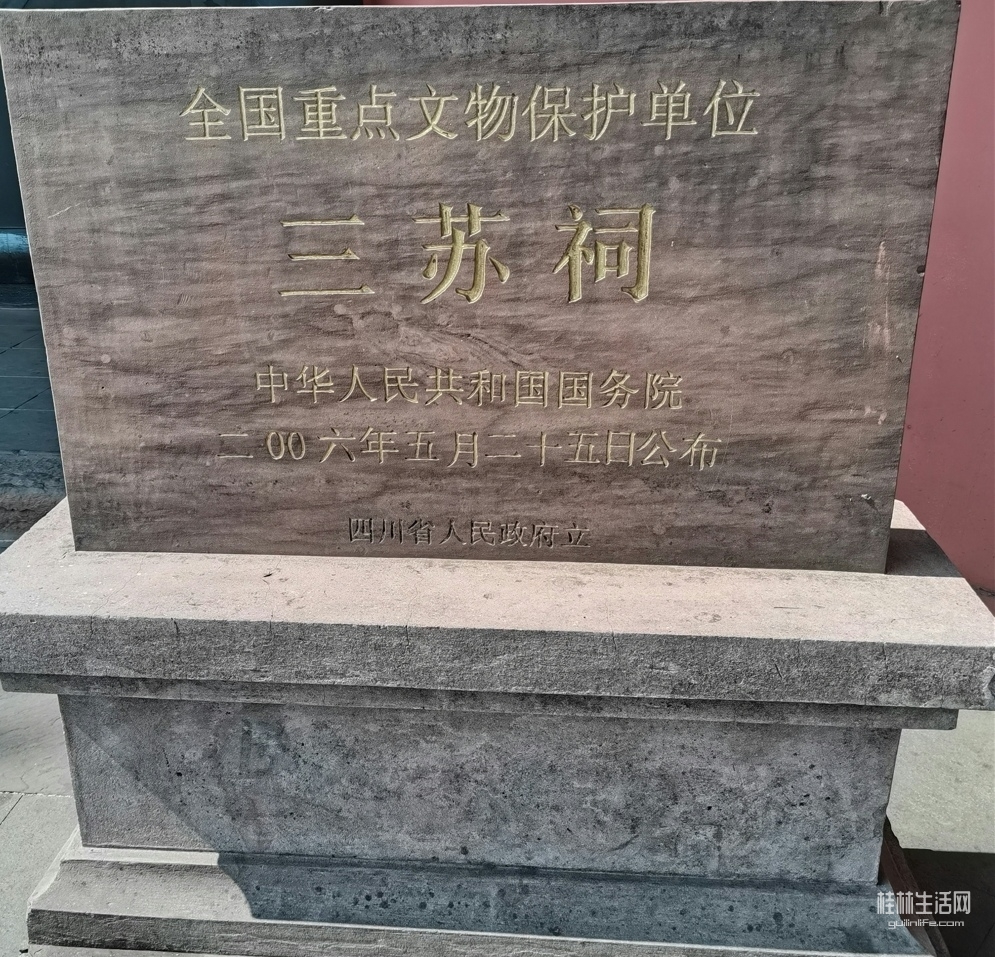 全国重点文物保护单位
三苏祠
中华人民共和国国务院
二00六年五月二十五日公布
四川省人民政府立
桂林生活网
guilinlife.com